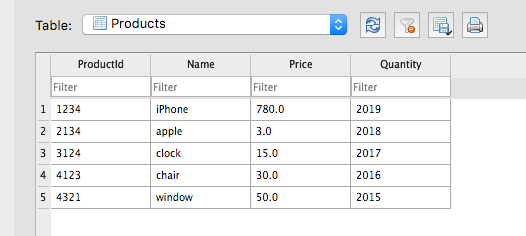 Table: Products
ProductId Name Price Quantity
Filter Filter Filter Filter
1 1234 iPhone 780.0 2019
2 2134 apple 3.0 2018
3 3124 clock 15.0 2017
4 4123 chair 30.0 2016
5 4321 window 50.0 2015